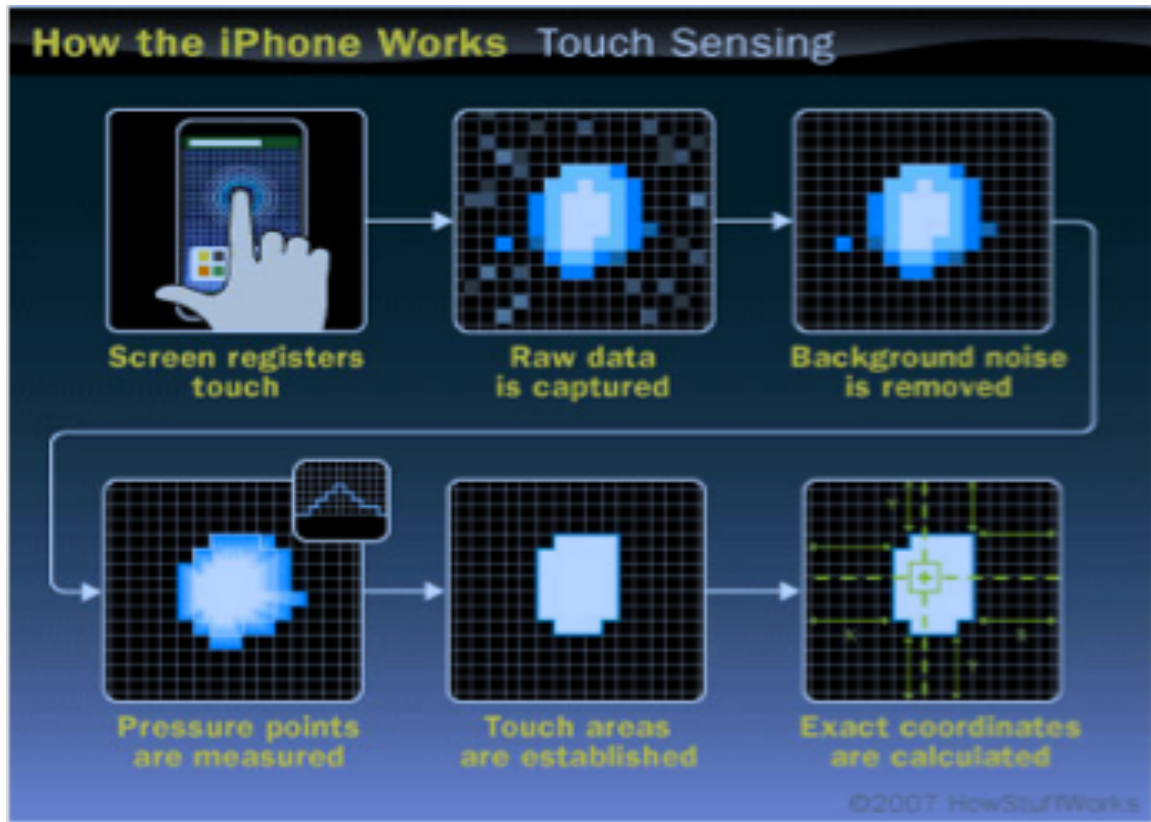 How the iPhone Works Touch Sensing
Screen registers
touch
Raw data
is captured
Background noise
is removed
Pressure points
are measured
Touch areas
are established
Exact coordinates
are calculated
©2007 HowStuffWorks